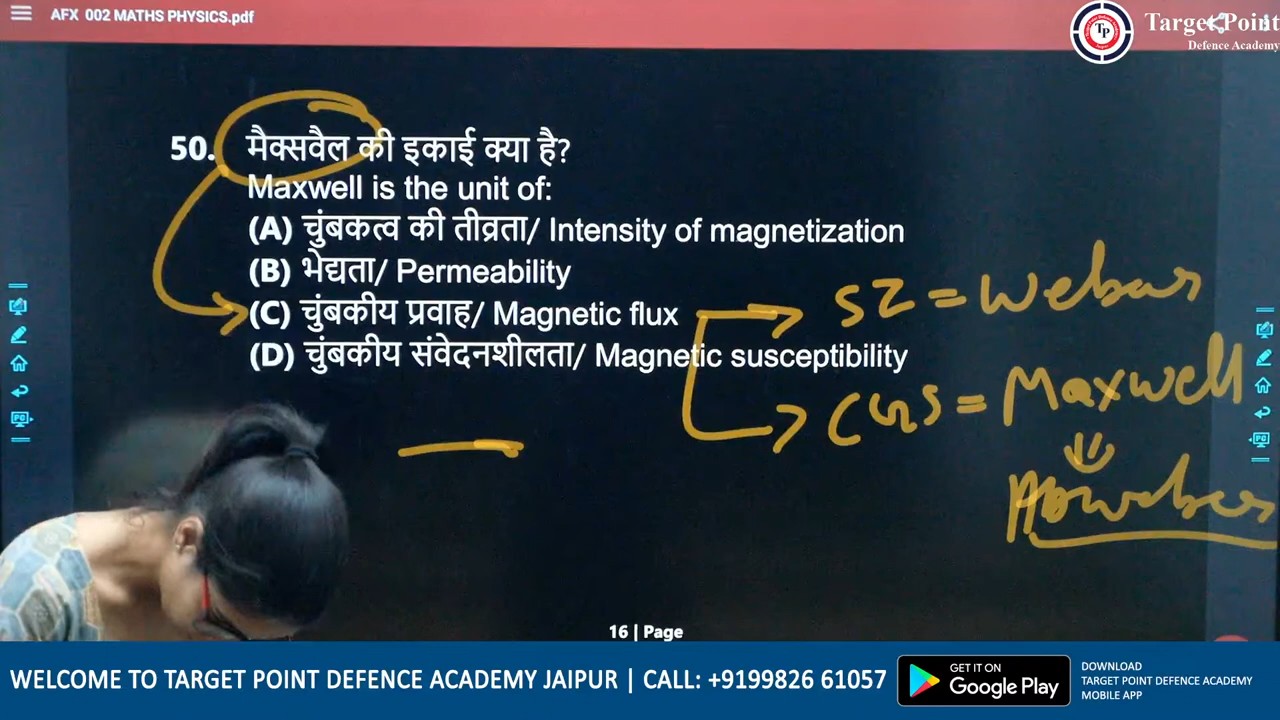 AFX 002 MATHS PHYSICS.pdf
TP
Target Point
Defence Academy
50. मैक्सवैल की इकाई क्या है?
Maxwell is the unit of:
(A) चुंबकत्व की तीव्रता/ Intensity of magnetization
(B) भेद्यता/ Permeability
(C) चुंबकीय प्रवाह/ Magnetic flux
(D) चुंबकीय संवेदनशीलता/ Magnetic susceptibility
SI = Weber
CGS = Maxwell
=
Abweber
16 | Page
WELCOME TO TARGET POINT DEFENCE ACADEMY JAIPUR | CALL: +9199826 61057
GET IT ON
Google Play
DOWNLOAD
TARGET POINT DEFENCE ACADEMY
MOBILE APP